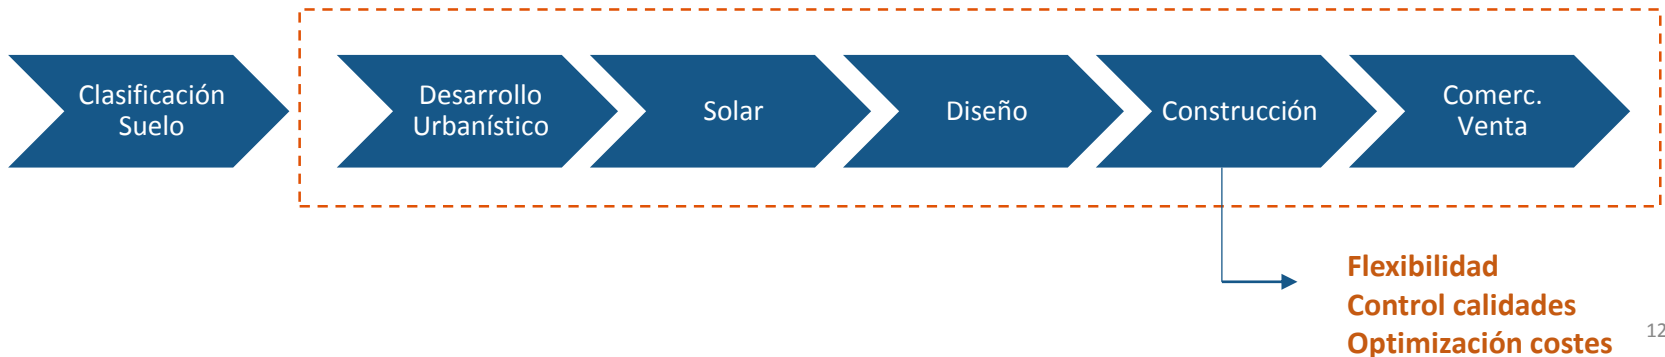 Clasificación
Suelo
Desarrollo
Urbanístico
Solar
Diseño
Construcción
Comerc.
Venta
Flexibilidad
Control calidades
Optimización costes
12